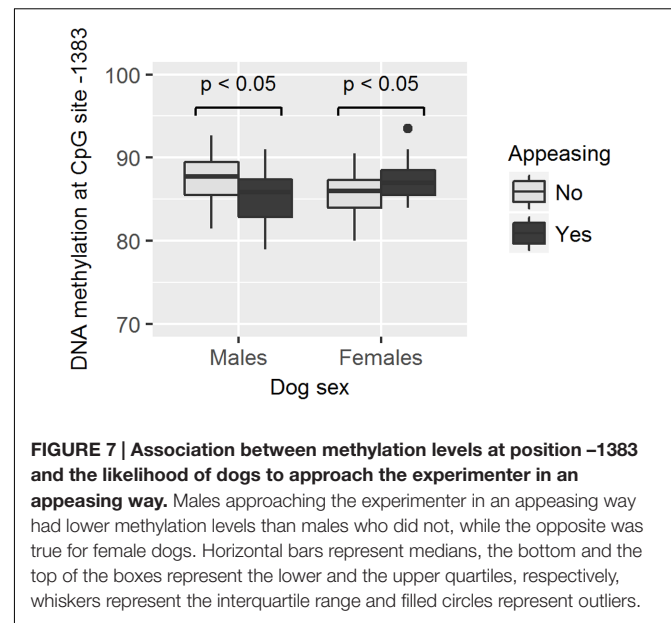 100
p < 0.05 p < 0.05
90
80
70
DNA methylation at CpG site -1383
Males Females
Dog sex
Appeasing
No
Yes
FIGURE 7 | Association between methylation levels at position –1383
and the likelihood of dogs to approach the experimenter in an
appeasing way. Males approaching the experimenter in an appeasing way
had lower methylation levels than males who did not, while the opposite was
true for female dogs. Horizontal bars represent medians, the bottom and the
top of the boxes represent the lower and the upper quartiles, respectively,
whiskers represent the interquartile range and filled circles represent outliers.